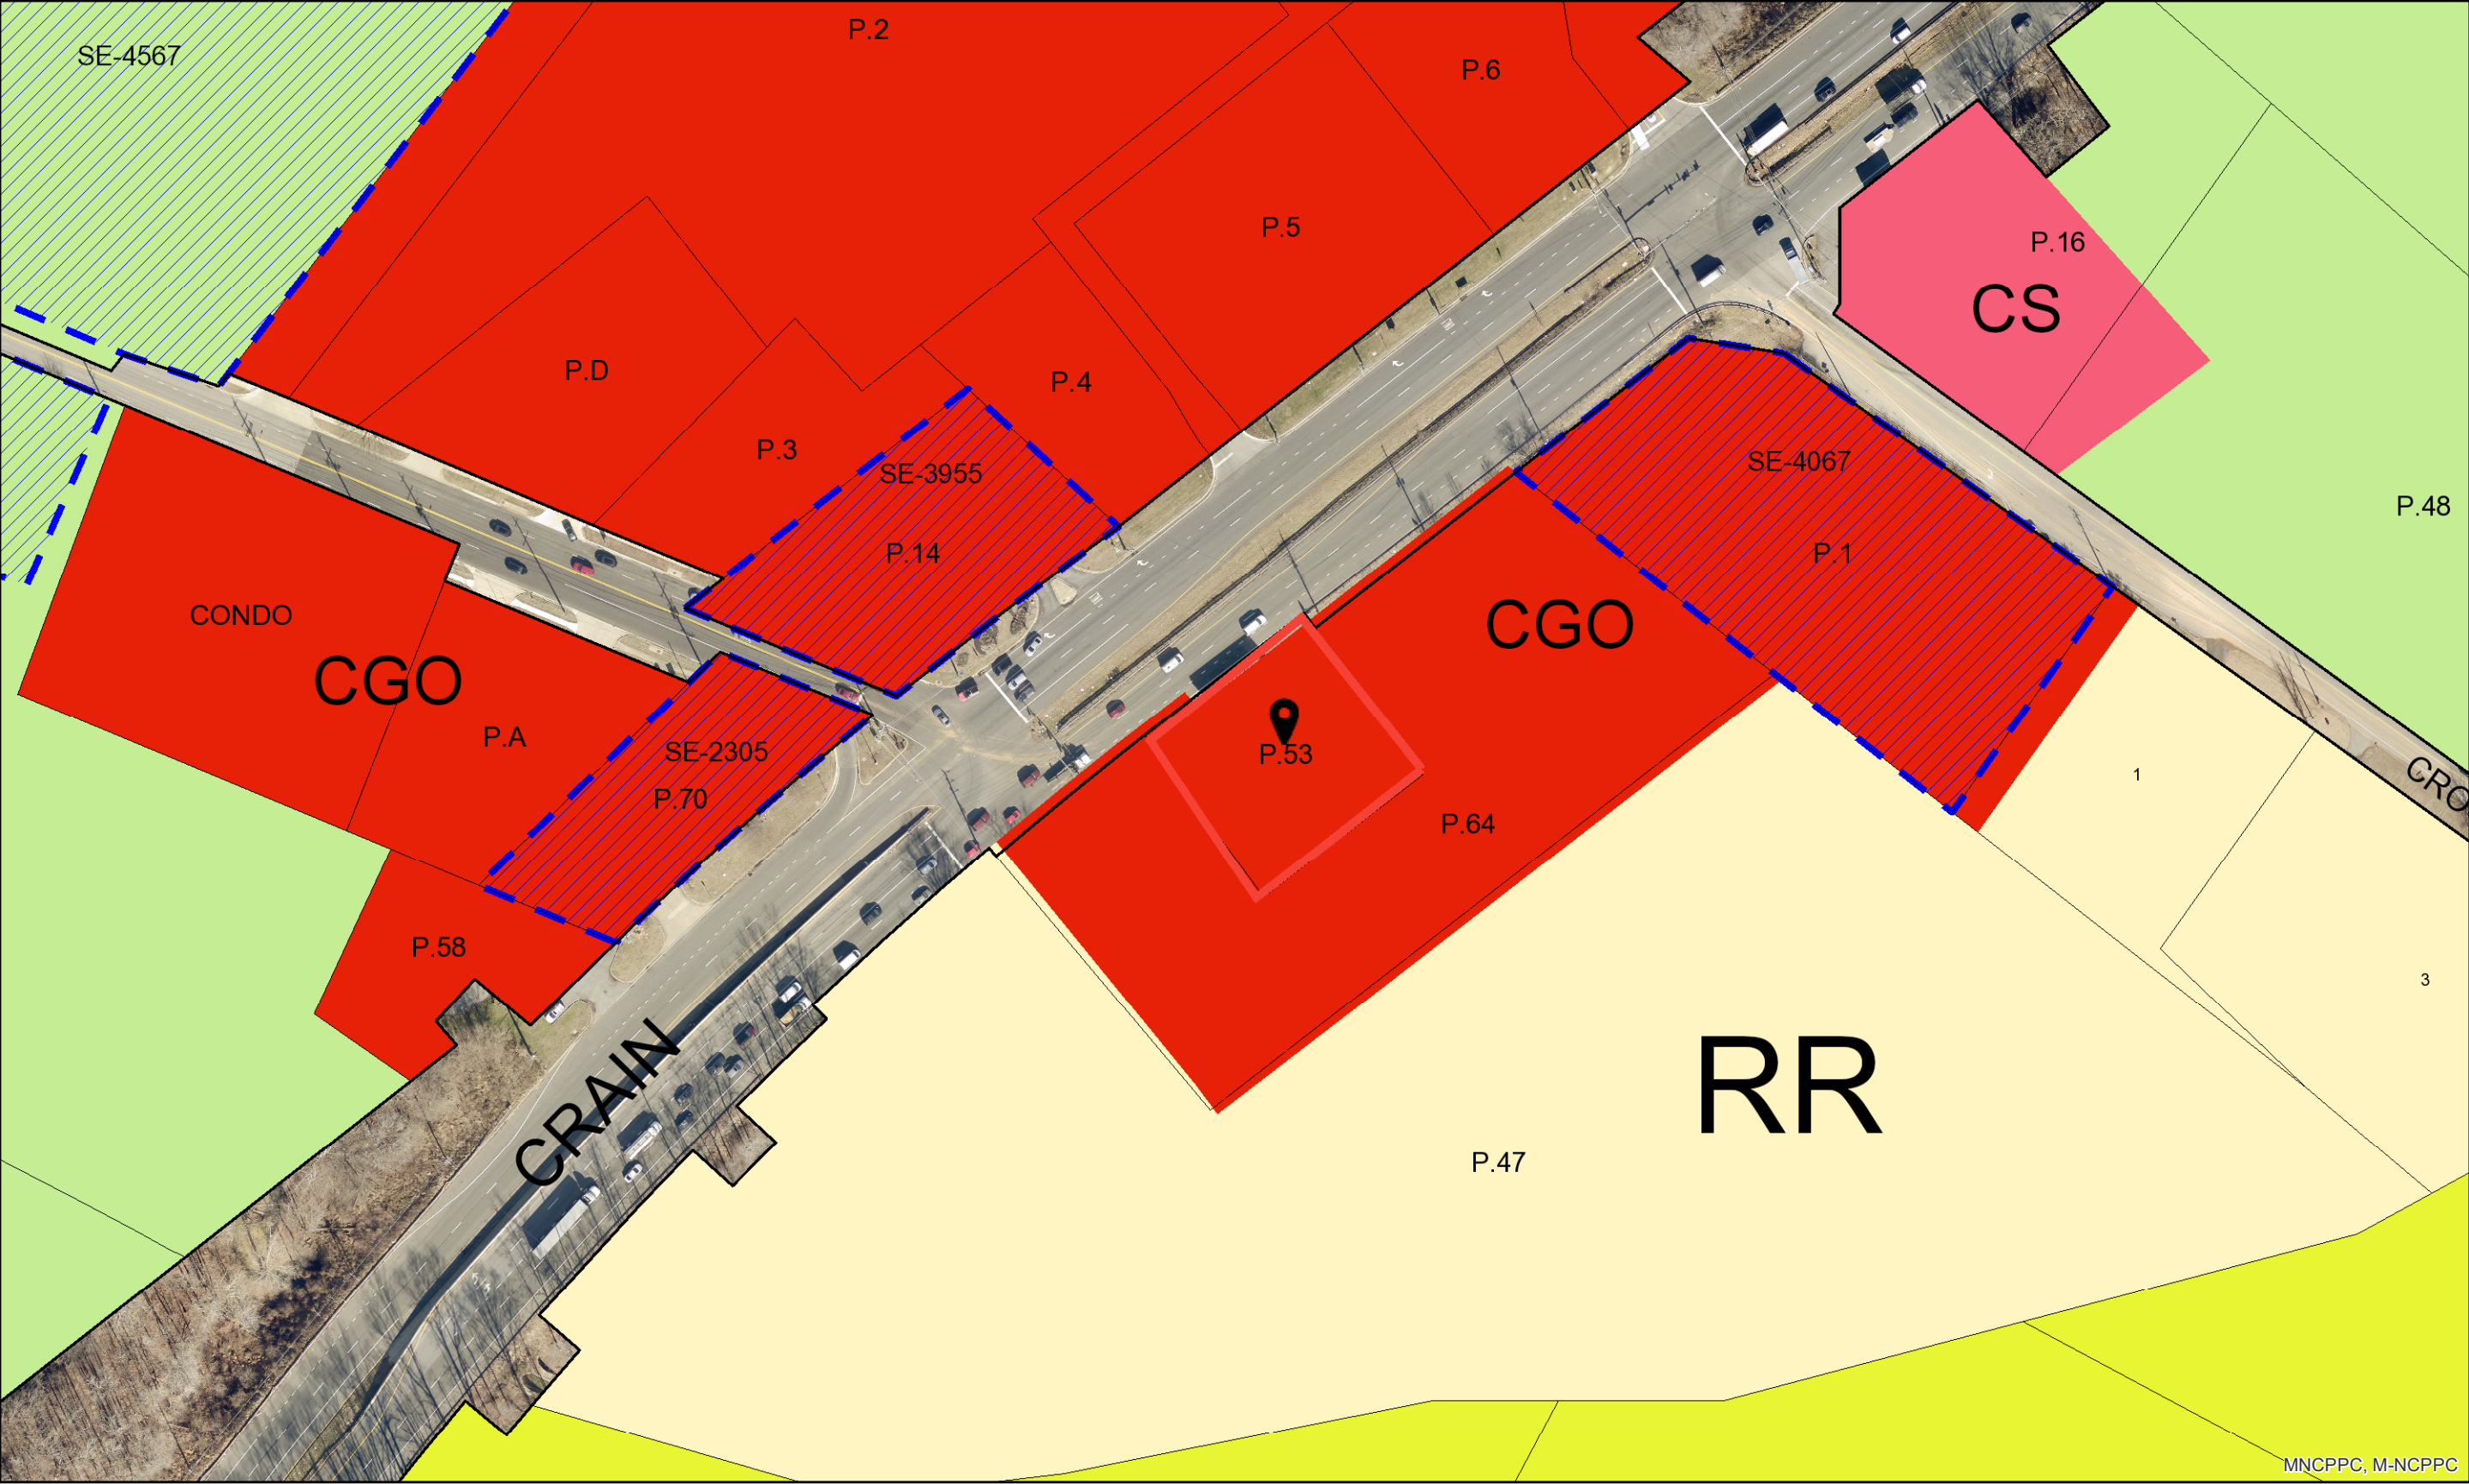 P.2
SE-4567
P.6
P.5
P.16
CS
P.D
P.4
P.3
SE-3955
SE-4067
P.48
P.14
P.1
CONDO
CGO
CGO
P.A
SE-2305
P.53
P.70
1
CRO
P.64
P.58
3
RR
CRAIN
P.47
MNCPPC, M-NCPPC